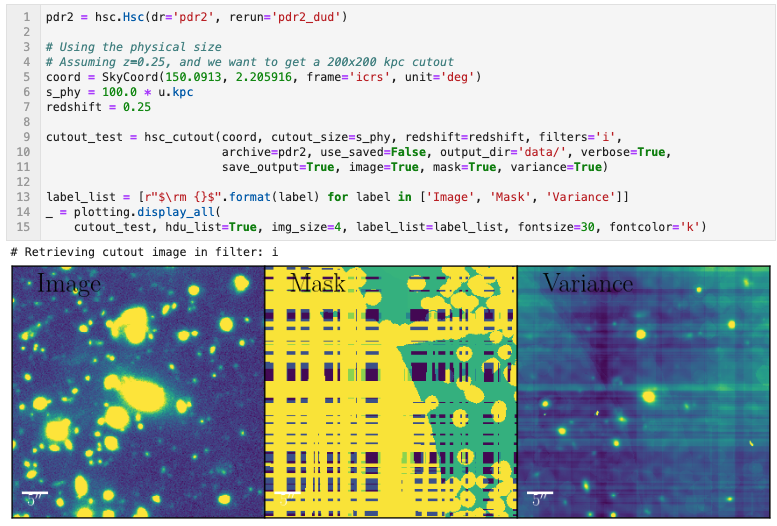 1 pdr2 = hsc.Hsc(dr='pdr2', rerun='pdr2_dud')
2
3 # Using the physical size
4 # Assuming z=0.25, and we want to get a 200x200 kpc cutout
5 coord = SkyCoord(150.0913, 2.205916, frame='icrs', unit='deg')
6 s_phy = 100.0 * u.kpc
7 redshift = 0.25
8
9 cutout_test = hsc_cutout(coord, cutout_size=s_phy, redshift=redshift, filters='i',
10 archive=pdr2, use_saved=False, output_dir='data/', verbose=True,
11 save_output=True, image=True, mask=True, variance=True)
12
13 label_list = [r"$\rm {}$".format(label) for label in ['Image', 'Mask', 'Variance']]
14 _ = plotting.display_all(
15 cutout_test, hdu_list=True, img_size=4, label_list=label_list, fontsize=30, fontcolor='k')
# Retrieving cutout image in filter: i
Image Mask Variance
5″ 5″